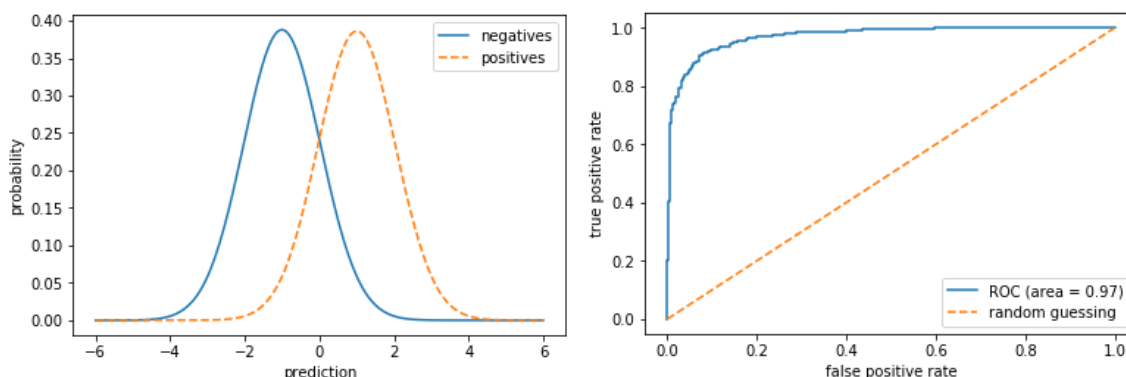 0.40
0.35
0.30
0.25
0.20
0.15
0.10
0.05
0.00
probability
negatives
positives
−6 −4 −2 0 2 4 6
prediction
1.0
0.8
0.6
0.4
0.2
0.0
true positive rate
ROC (area = 0.97)
random guessing
0.0 0.2 0.4 0.6 0.8 1.0
false positive rate